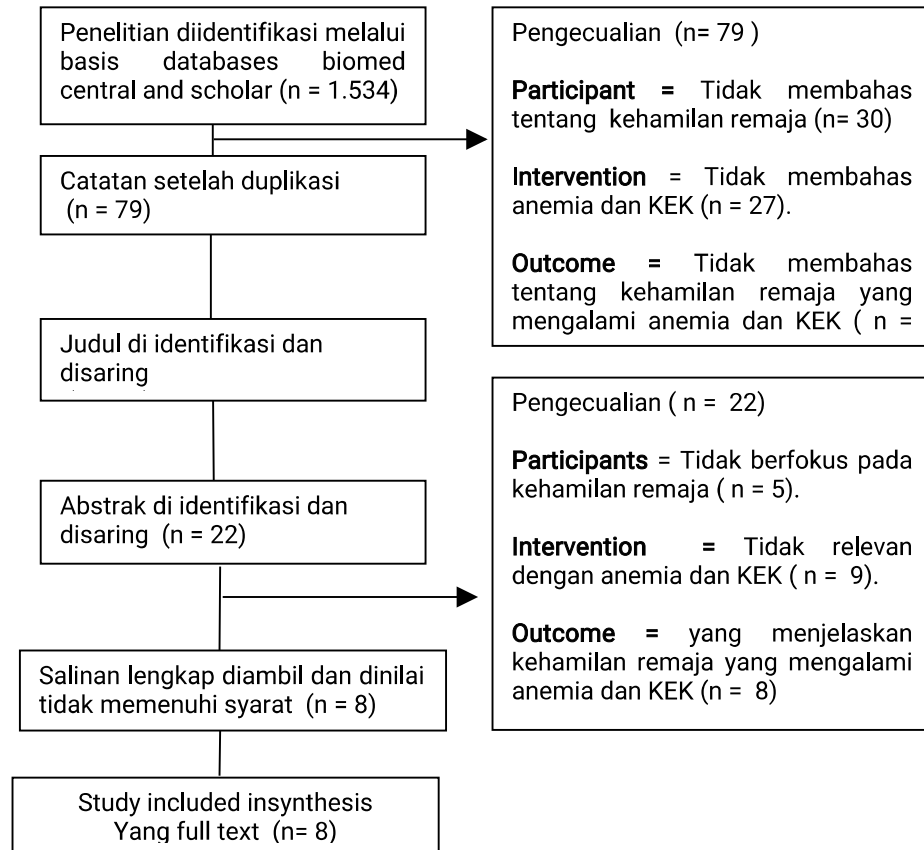 Penelitian diidentifikasi melalui
basis databases biomed
central and scholar (n = 1.534)
Catatan setelah duplikasi
(n = 79)
Judul di identifikasi dan
disaring
Abstrak di identifikasi dan
disaring (n = 22)
Salinan lengkap diambil dan dinilai
tidak memenuhi syarat (n = 8)
Study included insynthesis
Yang full text (n= 8)
Pengecualian (n= 79 )
Participant = Tidak membahas
tentang kehamilan remaja (n= 30)
Intervention = Tidak membahas
anemia dan KEK (n = 27).
Outcome = Tidak membahas
tentang kehamilan remaja yang
mengalami anemia dan KEK ( n =
Pengecualian ( n = 22)
Participants = Tidak berfokus pada
kehamilan remaja ( n = 5).
Intervention = Tidak relevan
dengan anemia dan KEK ( n = 9).
Outcome = yang menjelaskan
kehamilan remaja yang mengalami
anemia dan KEK (n = 8)